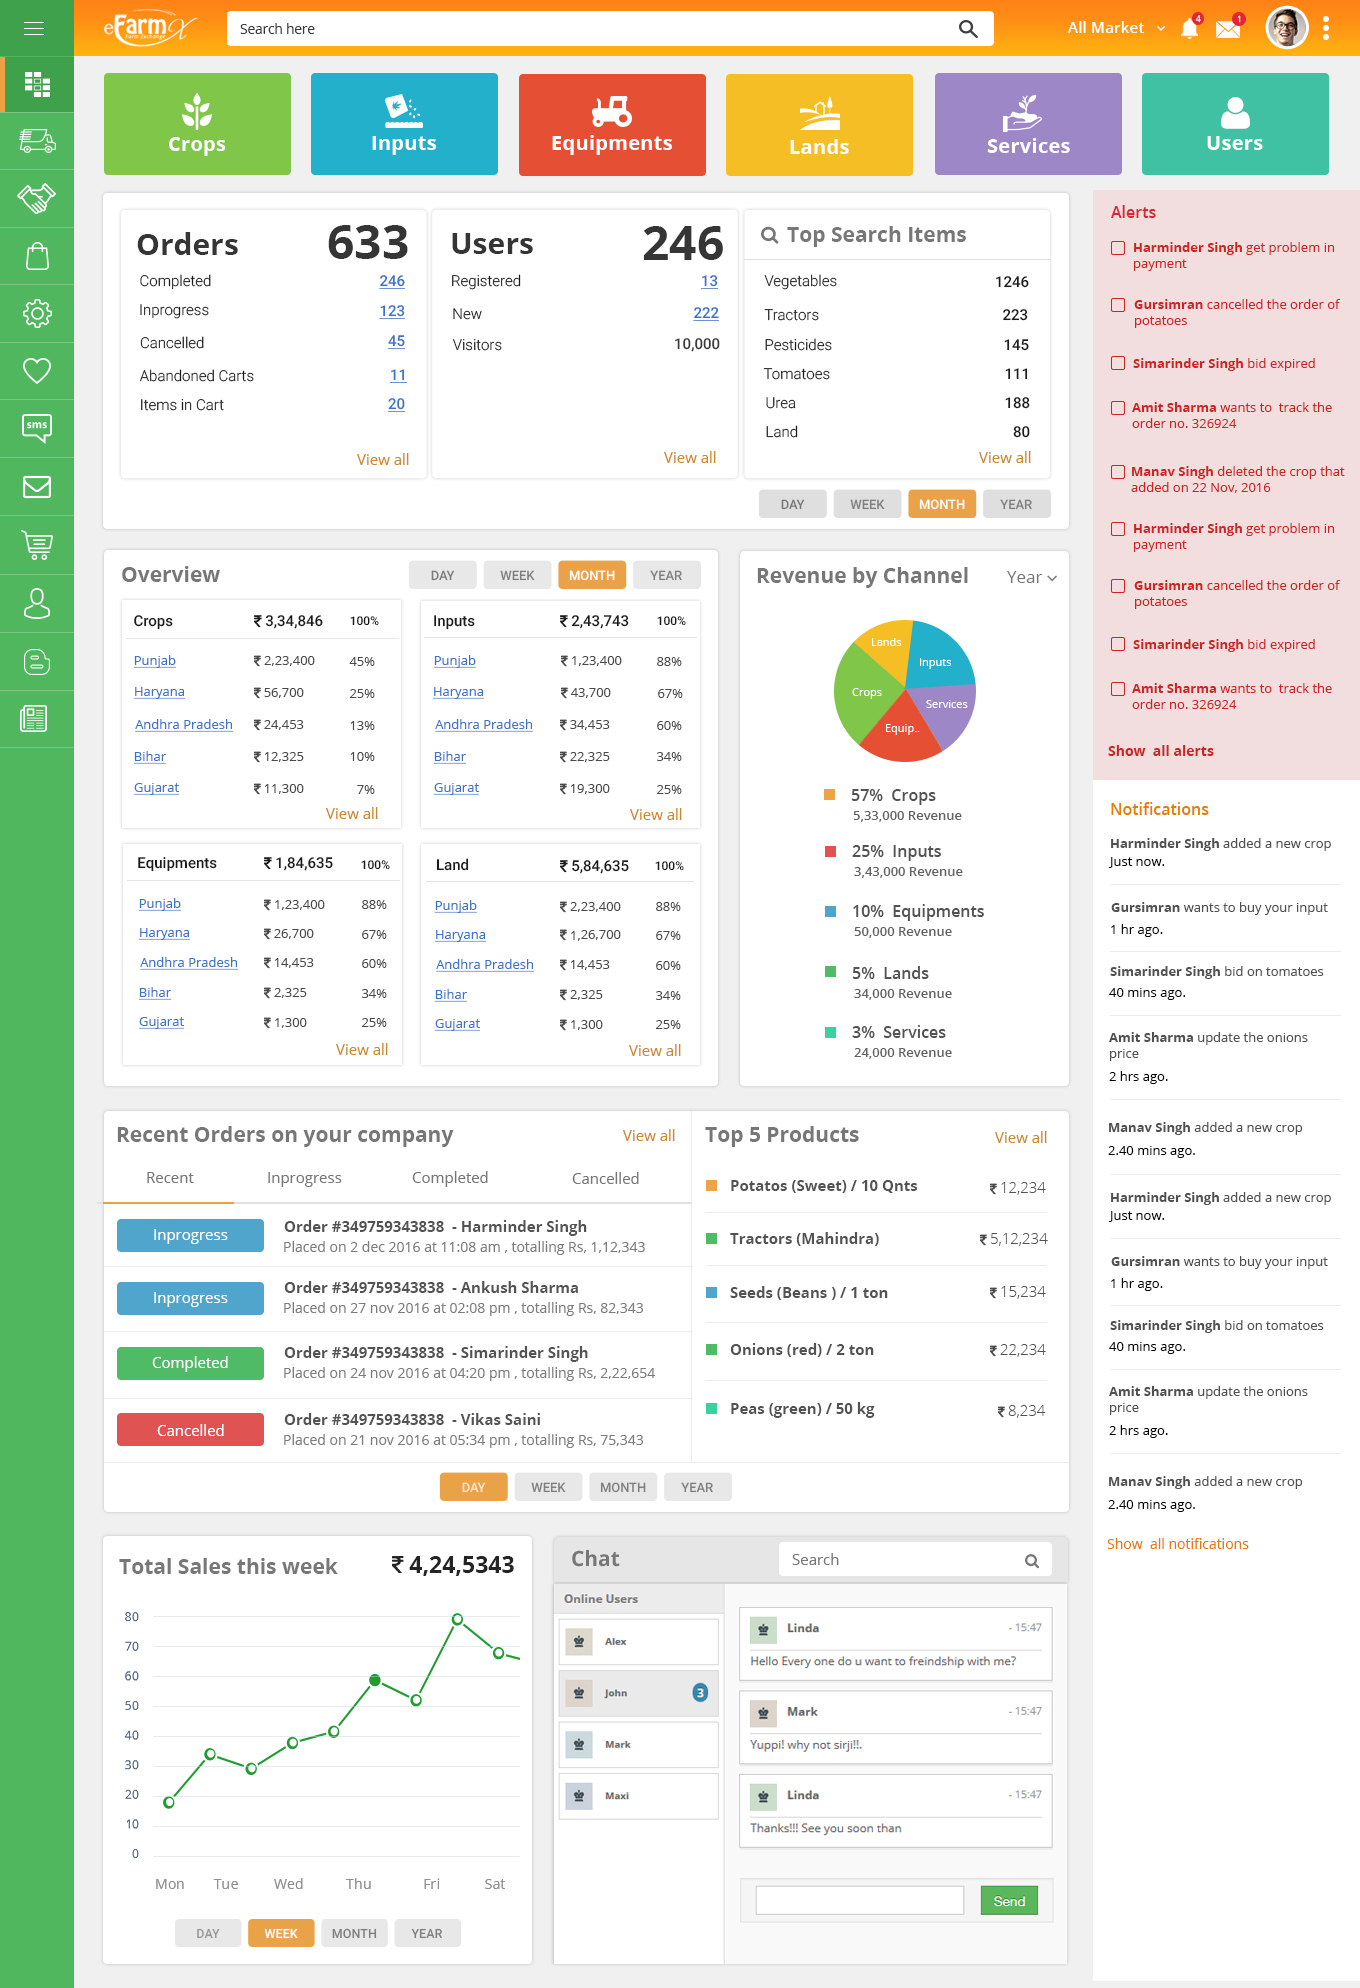 eFarmX
Farm Exchange
Search here
All Market
4
1
Crops
Inputs
Equipments
Lands
Services
Users
sms
Orders 633
Completed 246
Inprogress 123
Cancelled 45
Abandoned Carts 11
Items in Cart 20
View all
Users 246
Registered 13
New 222
Visitors 10,000
View all
Top Search Items
Vegetables 1246
Tractors 223
Pesticides 145
Tomatoes 111
Urea 188
Land 80
View all
DAY WEEK MONTH YEAR
Overview
DAY WEEK MONTH YEAR
Crops ₹ 3,34,846 100%
Punjab ₹ 2,23,400 45%
Haryana ₹ 56,700 25%
Andhra Pradesh ₹ 24,453 13%
Bihar ₹ 12,325 10%
Gujarat ₹ 11,300 7%
View all
Inputs ₹ 2,43,743 100%
Punjab ₹ 1,23,400 88%
Haryana ₹ 43,700 67%
Andhra Pradesh ₹ 34,453 60%
Bihar ₹ 22,325 34%
Gujarat ₹ 19,300 25%
View all
Equipments ₹ 1,84,635 100%
Punjab ₹ 1,23,400 88%
Haryana ₹ 26,700 67%
Andhra Pradesh ₹ 14,453 60%
Bihar ₹ 2,325 34%
Gujarat ₹ 1,300 25%
View all
Land ₹ 5,84,635 100%
Punjab ₹ 2,23,400 88%
Haryana ₹ 1,26,700 67%
Andhra Pradesh ₹ 14,453 60%
Bihar ₹ 2,325 34%
Gujarat ₹ 1,300 25%
View all
Revenue by Channel Year
Lands
Inputs
Crops
Services
Equip..
57% Crops
5,33,000 Revenue
25% Inputs
3,43,000 Revenue
10% Equipments
50,000 Revenue
5% Lands
34,000 Revenue
3% Services
24,000 Revenue
Recent Orders on your company View all
Recent Inprogress Completed Cancelled
Inprogress
Order #349759343838 - Harminder Singh
Placed on 2 dec 2016 at 11:08 am , totalling Rs, 1,12,343
Inprogress
Order #349759343838 - Ankush Sharma
Placed on 27 nov 2016 at 02:08 pm , totalling Rs, 82,343
Completed
Order #349759343838 - Simarinder Singh
Placed on 24 nov 2016 at 04:20 pm , totalling Rs, 2,22,654
Cancelled
Order #349759343838 - Vikas Saini
Placed on 21 nov 2016 at 05:34 pm , totalling Rs, 75,343
Top 5 Products View all
Potatos (Sweet) / 10 Qnts ₹ 12,234
Tractors (Mahindra) ₹ 5,12,234
Seeds (Beans ) / 1 ton ₹ 15,234
Onions (red) / 2 ton ₹ 22,234
Peas (green) / 50 kg ₹ 8,234
DAY WEEK MONTH YEAR
Total Sales this week ₹ 4,24,5343
80
70
60
50
40
30
20
10
0
Mon Tue Wed Thu Fri Sat
DAY WEEK MONTH YEAR
Chat
Search
Online Users
Alex
John 3
Mark
Maxi
Linda - 15:47
Hello Every one do u want to freindship with me?
Mark - 15:47
Yuppi! why not sirji!!.
Linda - 15:47
Thanks!!! See you soon than
Send
Alerts
Harminder Singh get problem in
payment
Gursimran cancelled the order of
potatoes
Simarinder Singh bid expired
Amit Sharma wants to track the
order no. 326924
Manav Singh deleted the crop that
added on 22 Nov, 2016
Harminder Singh get problem in
payment
Gursimran cancelled the order of
potatoes
Simarinder Singh bid expired
Amit Sharma wants to track the
order no. 326924
Show all alerts
Notifications
Harminder Singh added a new crop
Just now.
Gursimran wants to buy your input
1 hr ago.
Simarinder Singh bid on tomatoes
40 mins ago.
Amit Sharma update the onions
price
2 hrs ago.
Manav Singh added a new crop
2.40 mins ago.
Harminder Singh added a new crop
Just now.
Gursimran wants to buy your input
1 hr ago.
Simarinder Singh bid on tomatoes
40 mins ago.
Amit Sharma update the onions
price
2 hrs ago.
Manav Singh added a new crop
2.40 mins ago.
Show all notifications